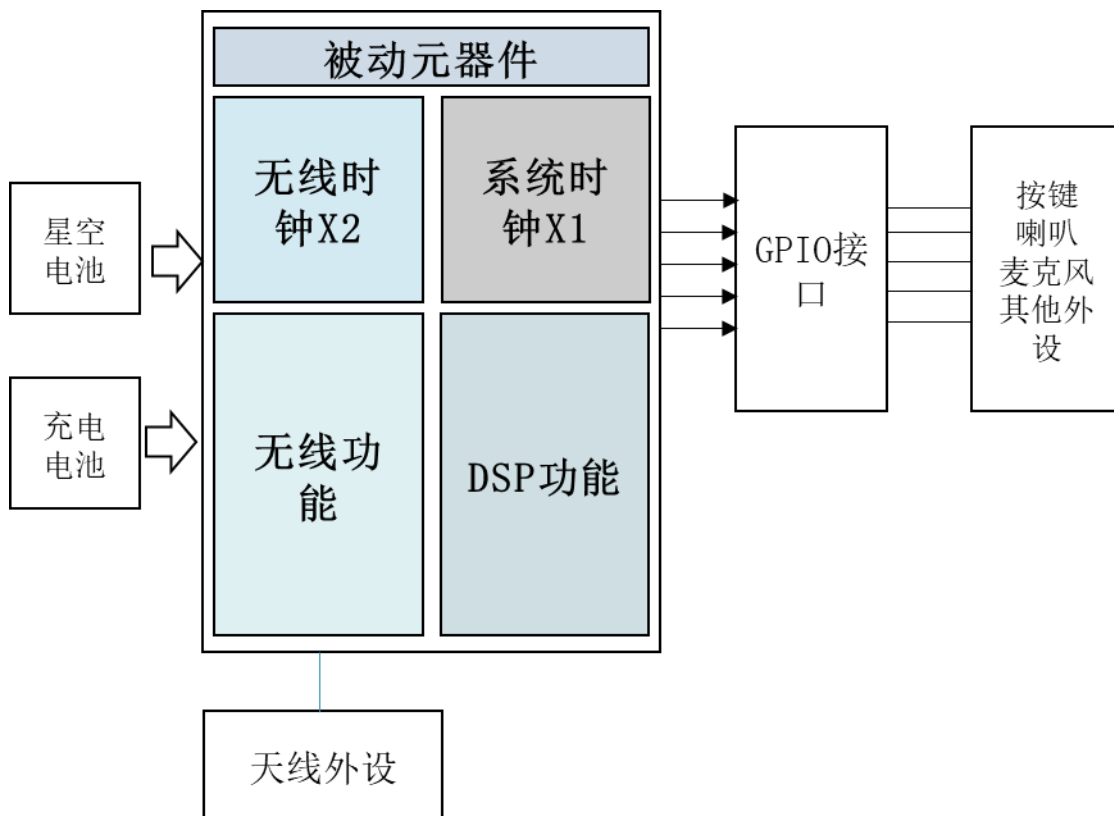 被动元器件
无线时
钟X2
系统时
钟X1
星空
电池
充电
电池
无线功
能
DSP功能
GPIO接
口
按键
喇叭
麦克风
其他外
设
天线外设